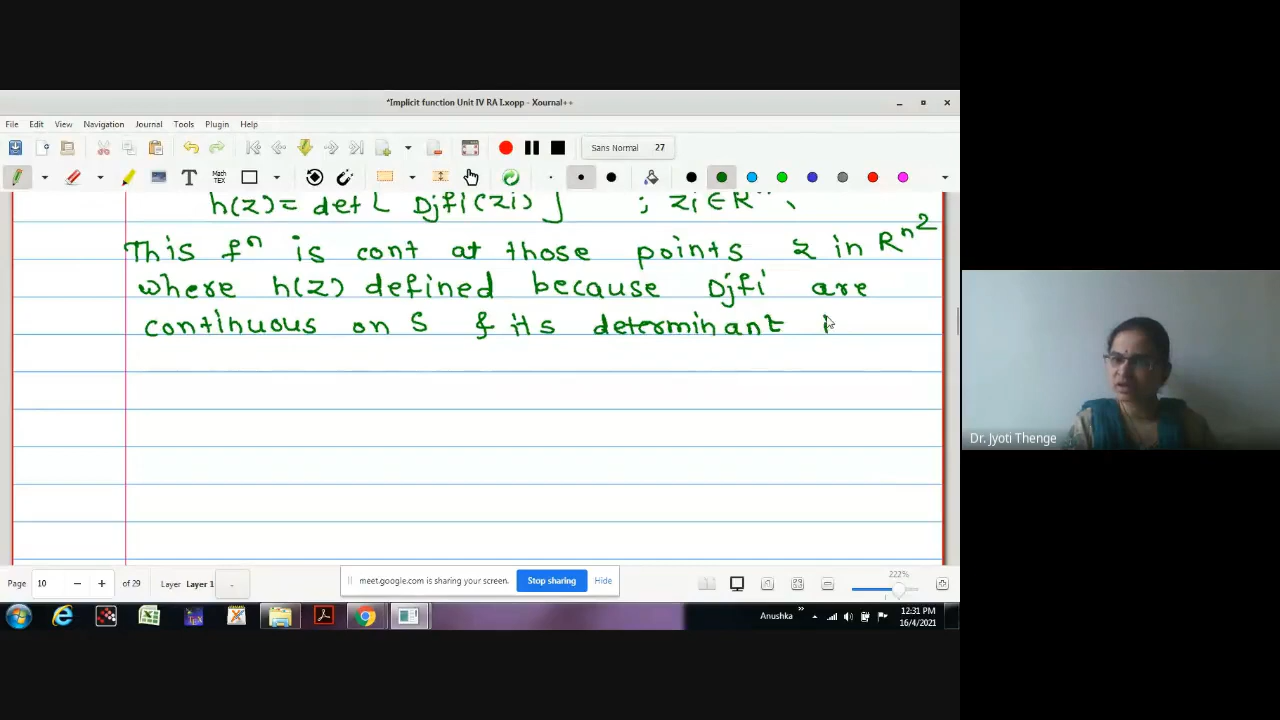 *Implicit function Unit IV RA I.xopp - Xournal++
File Edit View Navigation Journal Tools Plugin Help
Sans Normal 27
h(z) = det [ Djfi(zi) ] ; zi ∈ R
This fⁿ is cont at those points z in Rⁿ²
where h(z) defined because Djfi are
continuous on S & its determinant i
Dr. Jyoti Thenge
meet.google.com is sharing your screen. Stop sharing Hide
Page 10 of 29 Layer Layer 1
222%
Anushka
12:31 PM
16/4/2021